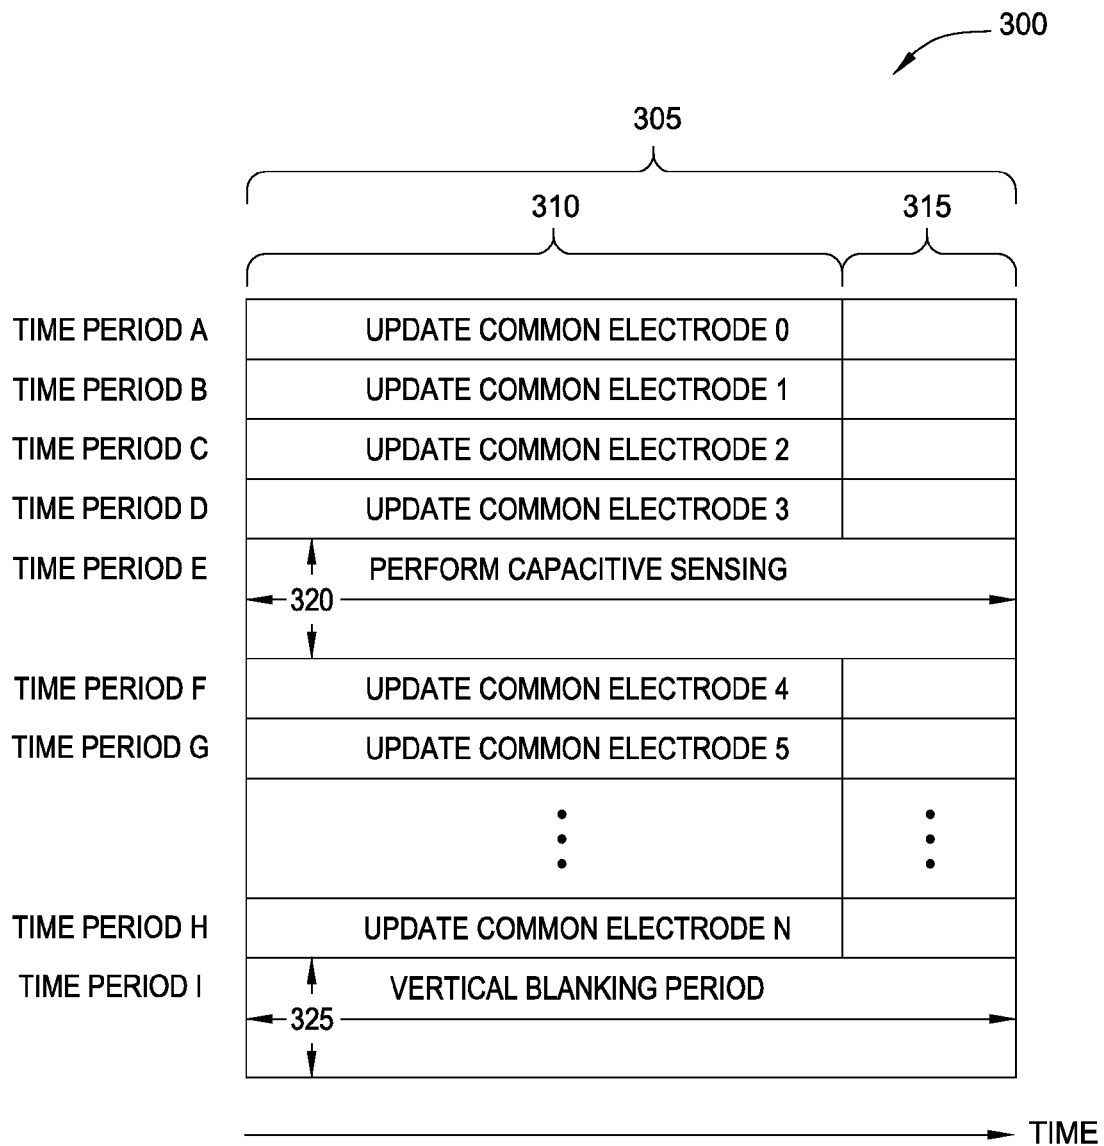 300
305
310 315
TIME PERIOD A UPDATE COMMON ELECTRODE 0
TIME PERIOD B UPDATE COMMON ELECTRODE 1
TIME PERIOD C UPDATE COMMON ELECTRODE 2
TIME PERIOD D UPDATE COMMON ELECTRODE 3
TIME PERIOD E PERFORM CAPACITIVE SENSING
320
TIME PERIOD F UPDATE COMMON ELECTRODE 4
TIME PERIOD G UPDATE COMMON ELECTRODE 5
TIME PERIOD H UPDATE COMMON ELECTRODE N
TIME PERIOD I VERTICAL BLANKING PERIOD
325
TIME